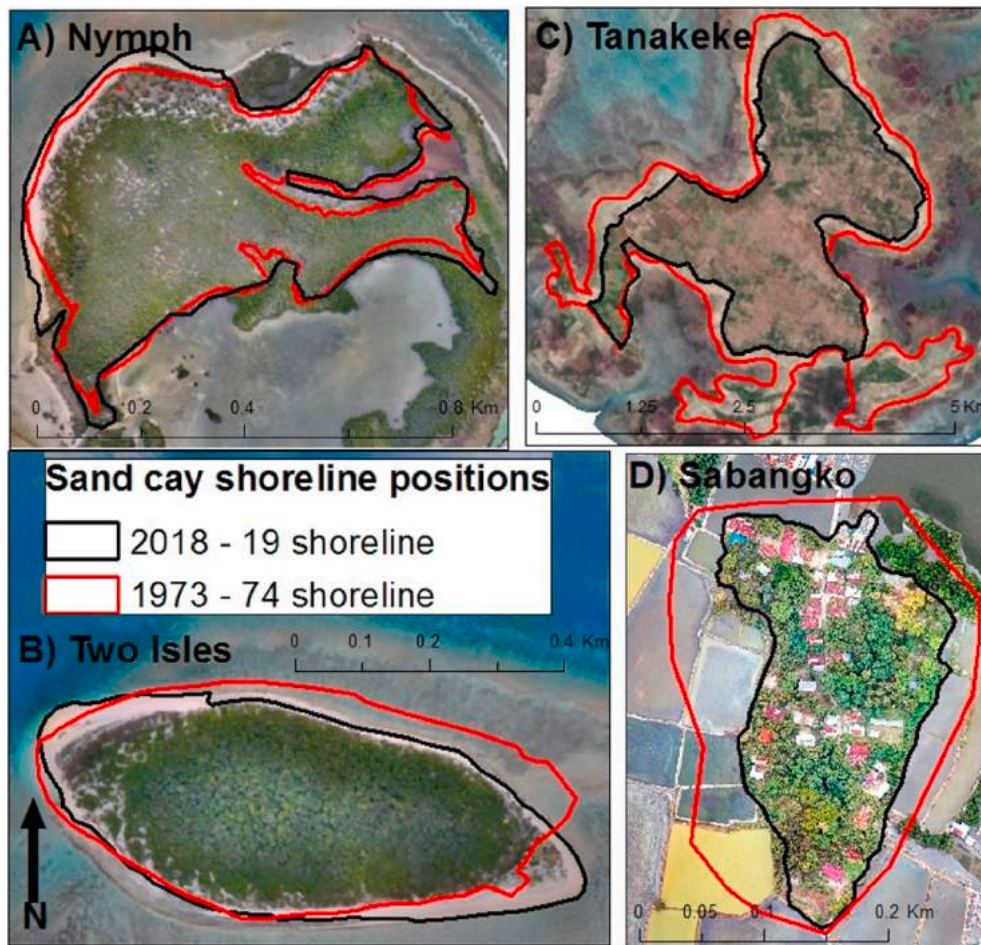 A) Nymph
0 0.2 0.4 0.8 Km
C) Tanakeke
0 1.25 2.5 5 Km
Sand cay shoreline positions
2018 - 19 shoreline
1973 - 74 shoreline
B) Two Isles
0 0.1 0.2 0.4 Km
N
D) Sabangko
0 0.05 0.1 0.2 Km